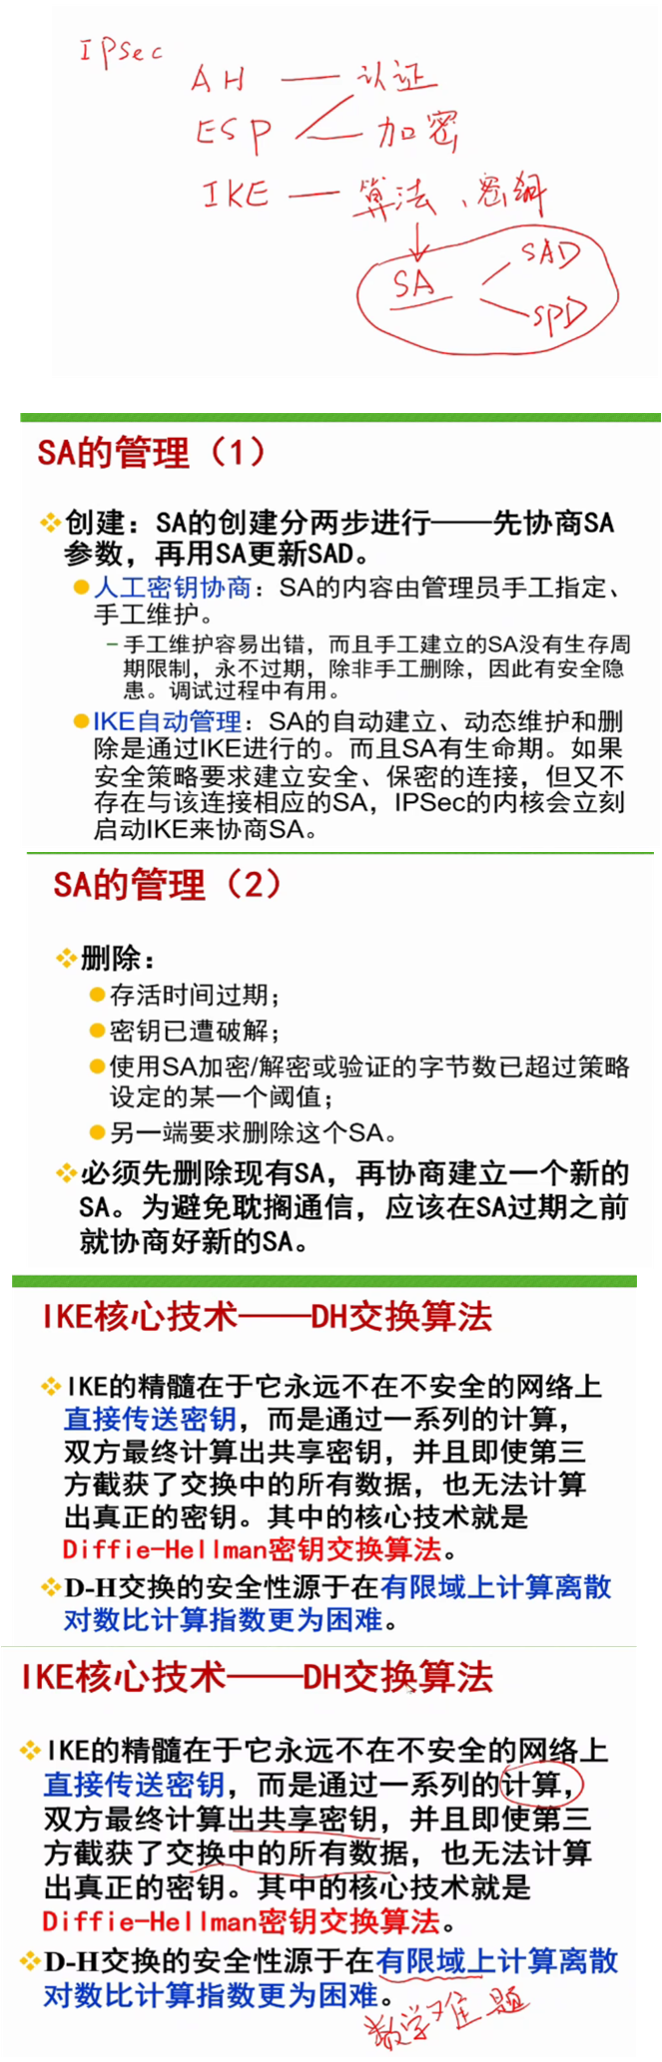 IPSec
AH —— 认证
ESP 加密
IKE — 算法、密钥
SA
SAD
SPD
SA的管理（1）
创建：SA的创建分两步进行——先协商SA
参数，再用SA更新SAD。
人工密钥协商：SA的内容由管理员手工指定、
手工维护。
–手工维护容易出错，而且手工建立的SA没有生存周
期限制，永不过期，除非手工删除，因此有安全隐
患。调试过程中有用。
IKE自动管理：SA的自动建立、动态维护和删
除是通过IKE进行的。而且SA有生命期。如果
安全策略要求建立安全、保密的连接，但又不
存在与该连接相应的SA，IPSec的内核会立刻
启动IKE来协商SA。
SA的管理（2）
删除：
存活时间过期；
密钥已遭破解；
使用SA加密/解密或验证的字节数已超过策略
设定的某一个阈值；
另一端要求删除这个SA。
必须先删除现有SA，再协商建立一个新的
SA。为避免耽搁通信，应该在SA过期之前
就协商好新的SA。
IKE核心技术——DH交换算法
IKE的精髓在于它永远不在不安全的网络上
直接传送密钥，而是通过一系列的计算，
双方最终计算出共享密钥，并且即使第三
方截获了交换中的所有数据，也无法计算
出真正的密钥。其中的核心技术就是
Diffie-Hellman密钥交换算法。
D-H交换的安全性源于在有限域上计算离散
对数比计算指数更为困难。
IKE核心技术——DH交换算法
IKE的精髓在于它永远不在不安全的网络上
直接传送密钥，而是通过一系列的计算，
双方最终计算出共享密钥，并且即使第三
方截获了交换中的所有数据，也无法计算
出真正的密钥。其中的核心技术就是
Diffie-Hellman密钥交换算法。
D-H交换的安全性源于在有限域上计算离散
对数比计算指数更为困难。
数学难题